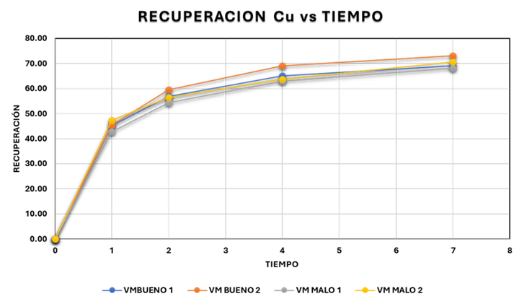 RECUPERACION Cu vs TIEMPO
80.00
70.00
60.00
50.00
40.00
30.00
20.00
10.00
0.00
RECUPERACIÓN
0 1 2 3 4 5 6 7 8
TIEMPO
VMBUENO 1 VM BUENO 2 VM MALO 1 VM MALO 2